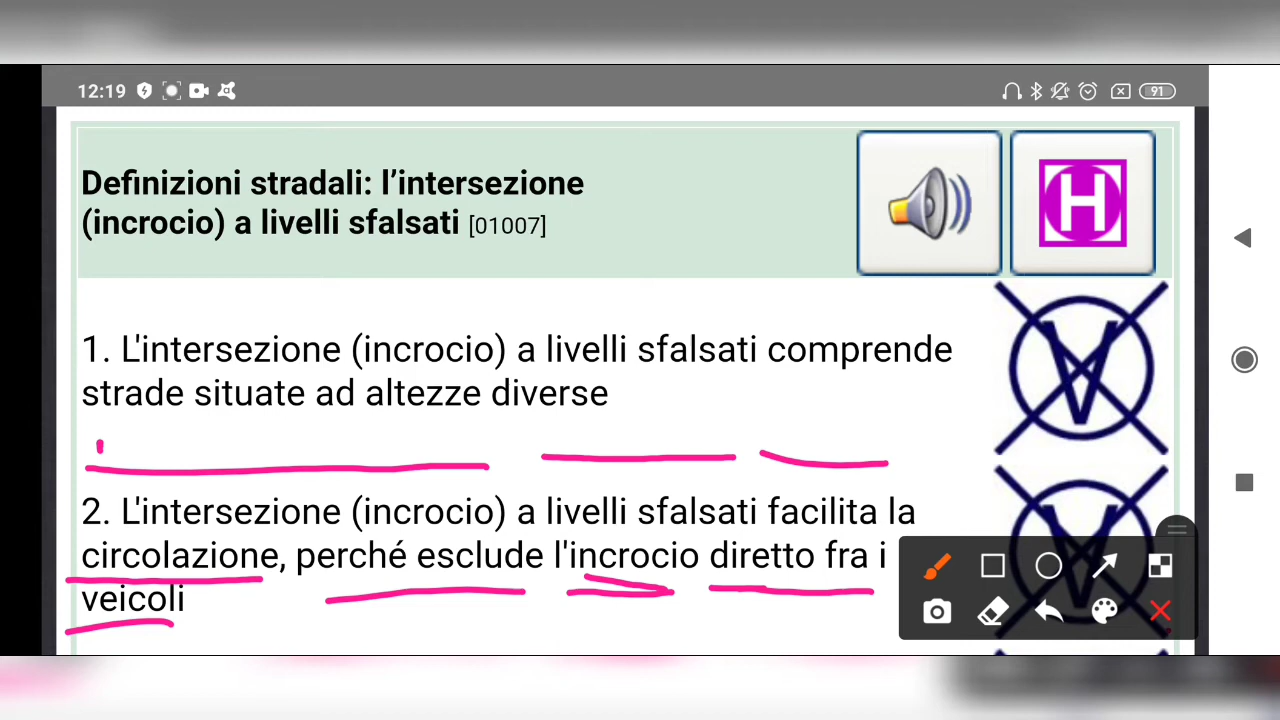 12:19
91
Definizioni stradali: l’intersezione
(incrocio) a livelli sfalsati [01007]
H
1. L'intersezione (incrocio) a livelli sfalsati comprende
strade situate ad altezze diverse
V
2. L'intersezione (incrocio) a livelli sfalsati facilita la
circolazione, perché esclude l'incrocio diretto fra i
veicoli
V